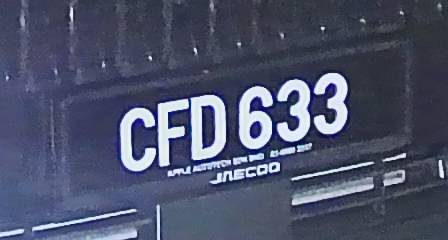 CFD 633
APPLE AUTOTECH SDN BHD
JAECOO